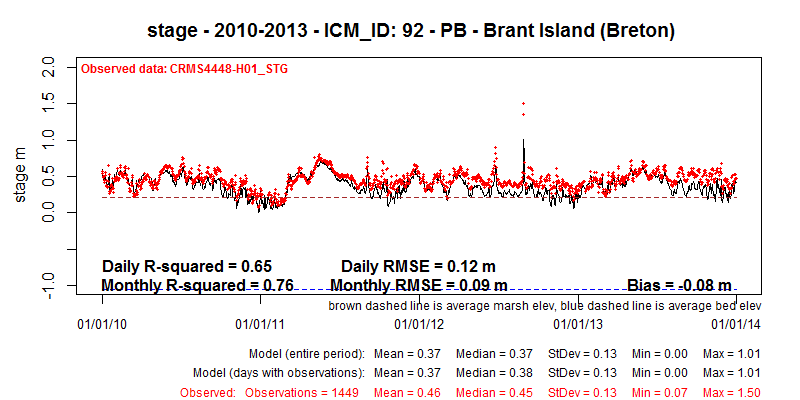 stage - 2010-2013 - ICM_ID: 92 - PB - Brant Island (Breton)
Observed data: CRMS4448-H01_STG
stage m
2.0
1.5
1.0
0.5
0.0
-1.0
Daily R-squared = 0.65 Daily RMSE = 0.12 m
Monthly R-squared = 0.76 Monthly RMSE = 0.09 m Bias = -0.08 m
brown dashed line is average marsh elev, blue dashed line is average bed elev
01/01/10 01/01/11 01/01/12 01/01/13 01/01/14
Model (entire period): Mean = 0.37 Median = 0.37 StDev = 0.13 Min = 0.00 Max = 1.01
Model (days with observations): Mean = 0.37 Median = 0.38 StDev = 0.13 Min = 0.00 Max = 1.01
Observed: Observations = 1449 Mean = 0.46 Median = 0.45 StDev = 0.13 Min = 0.07 Max = 1.50